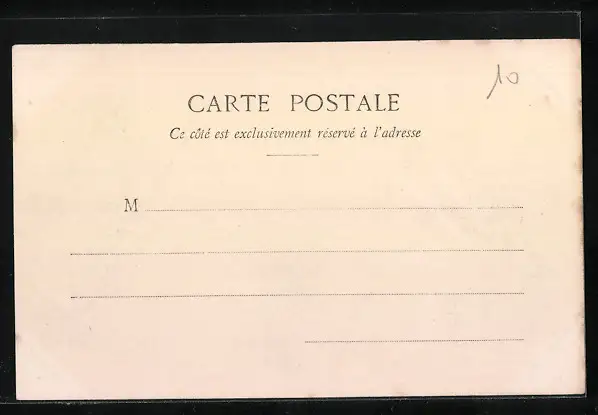 10
CARTE POSTALE
Ce côté est exclusivement réservé à l'adresse
M